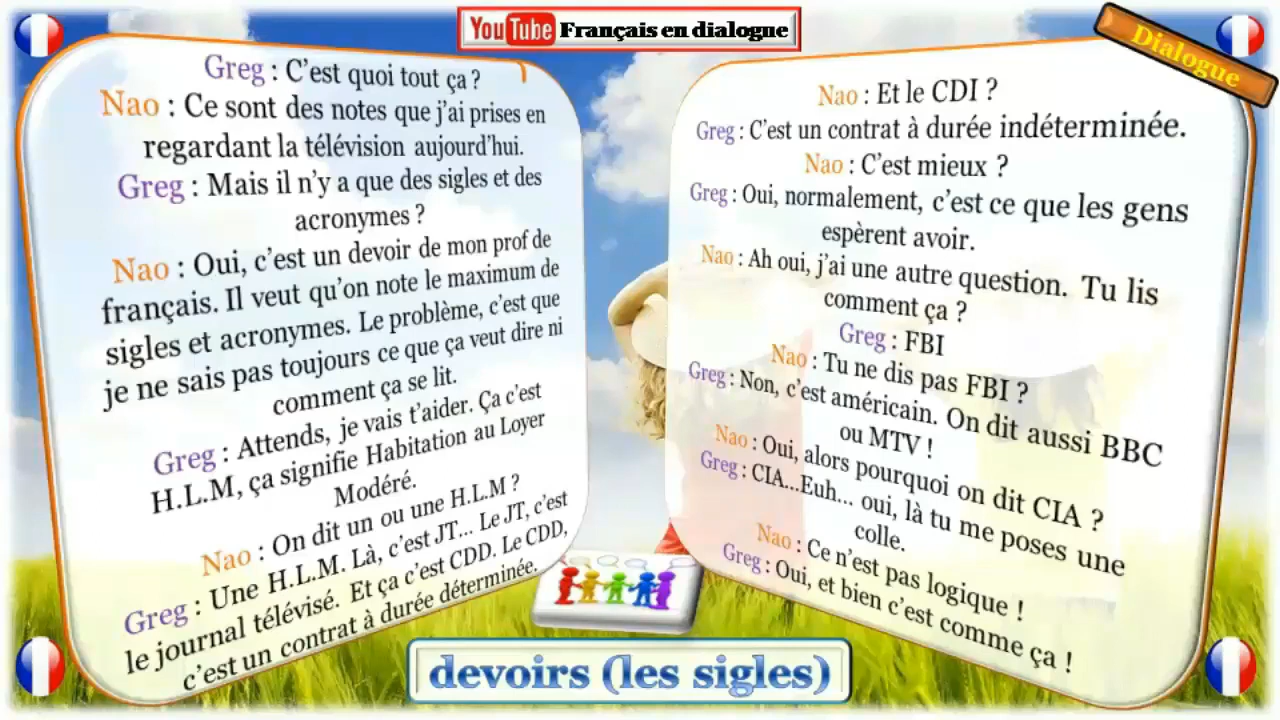 YouTube Français en dialogue
Dialogue
Greg : C'est quoi tout ça ?
Nao : Ce sont des notes que j'ai prises en
regardant la télévision aujourd'hui.
Greg : Mais il n'y a que des sigles et des
acronymes ?
Nao : Oui, c'est un devoir de mon prof de
français. Il veut qu'on note le maximum de
sigles et acronymes. Le problème, c'est que
je ne sais pas toujours ce que ça veut dire ni
comment ça se lit.
Greg : Attends, je vais t'aider. Ça c'est
H.L.M, ça signifie Habitation au Loyer
Modéré.
Nao : On dit un ou une H.L.M ?
Greg : Une H.L.M. Là, c'est JT... Le JT, c'est
le journal télévisé. Et ça c'est CDD. Le CDD,
c'est un contrat à durée déterminée.
Nao : Et le CDI ?
Greg : C'est un contrat à durée indéterminée.
Nao : C'est mieux ?
Greg : Oui, normalement, c'est ce que les gens
espèrent avoir.
Nao : Ah oui, j'ai une autre question. Tu lis
comment ça ?
Greg : FBI
Nao : Tu ne dis pas FBI ?
Greg : Non, c'est américain. On dit aussi BBC
ou MTV !
Nao : Oui, alors pourquoi on dit CIA ?
Greg : CIA...Euh... oui, là tu me poses une
colle.
Nao : Ce n'est pas logique !
Greg : Oui, et bien c'est comme ça !
devoirs (les sigles)